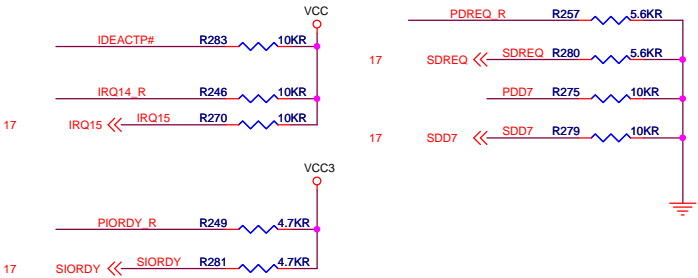 VCC
IDEACTP# R283 10KR
IRQ14_R R246 10KR
17 IRQ15 IRQ15 R270 10KR
VCC3
PIORDY_R R249 4.7KR
17 SIORDY SIORDY R281 4.7KR
PDREQ_R R257 5.6KR
17 SDREQ SDREQ R280 5.6KR
PDD7 R275 10KR
17 SDD7 SDD7 R279 10KR